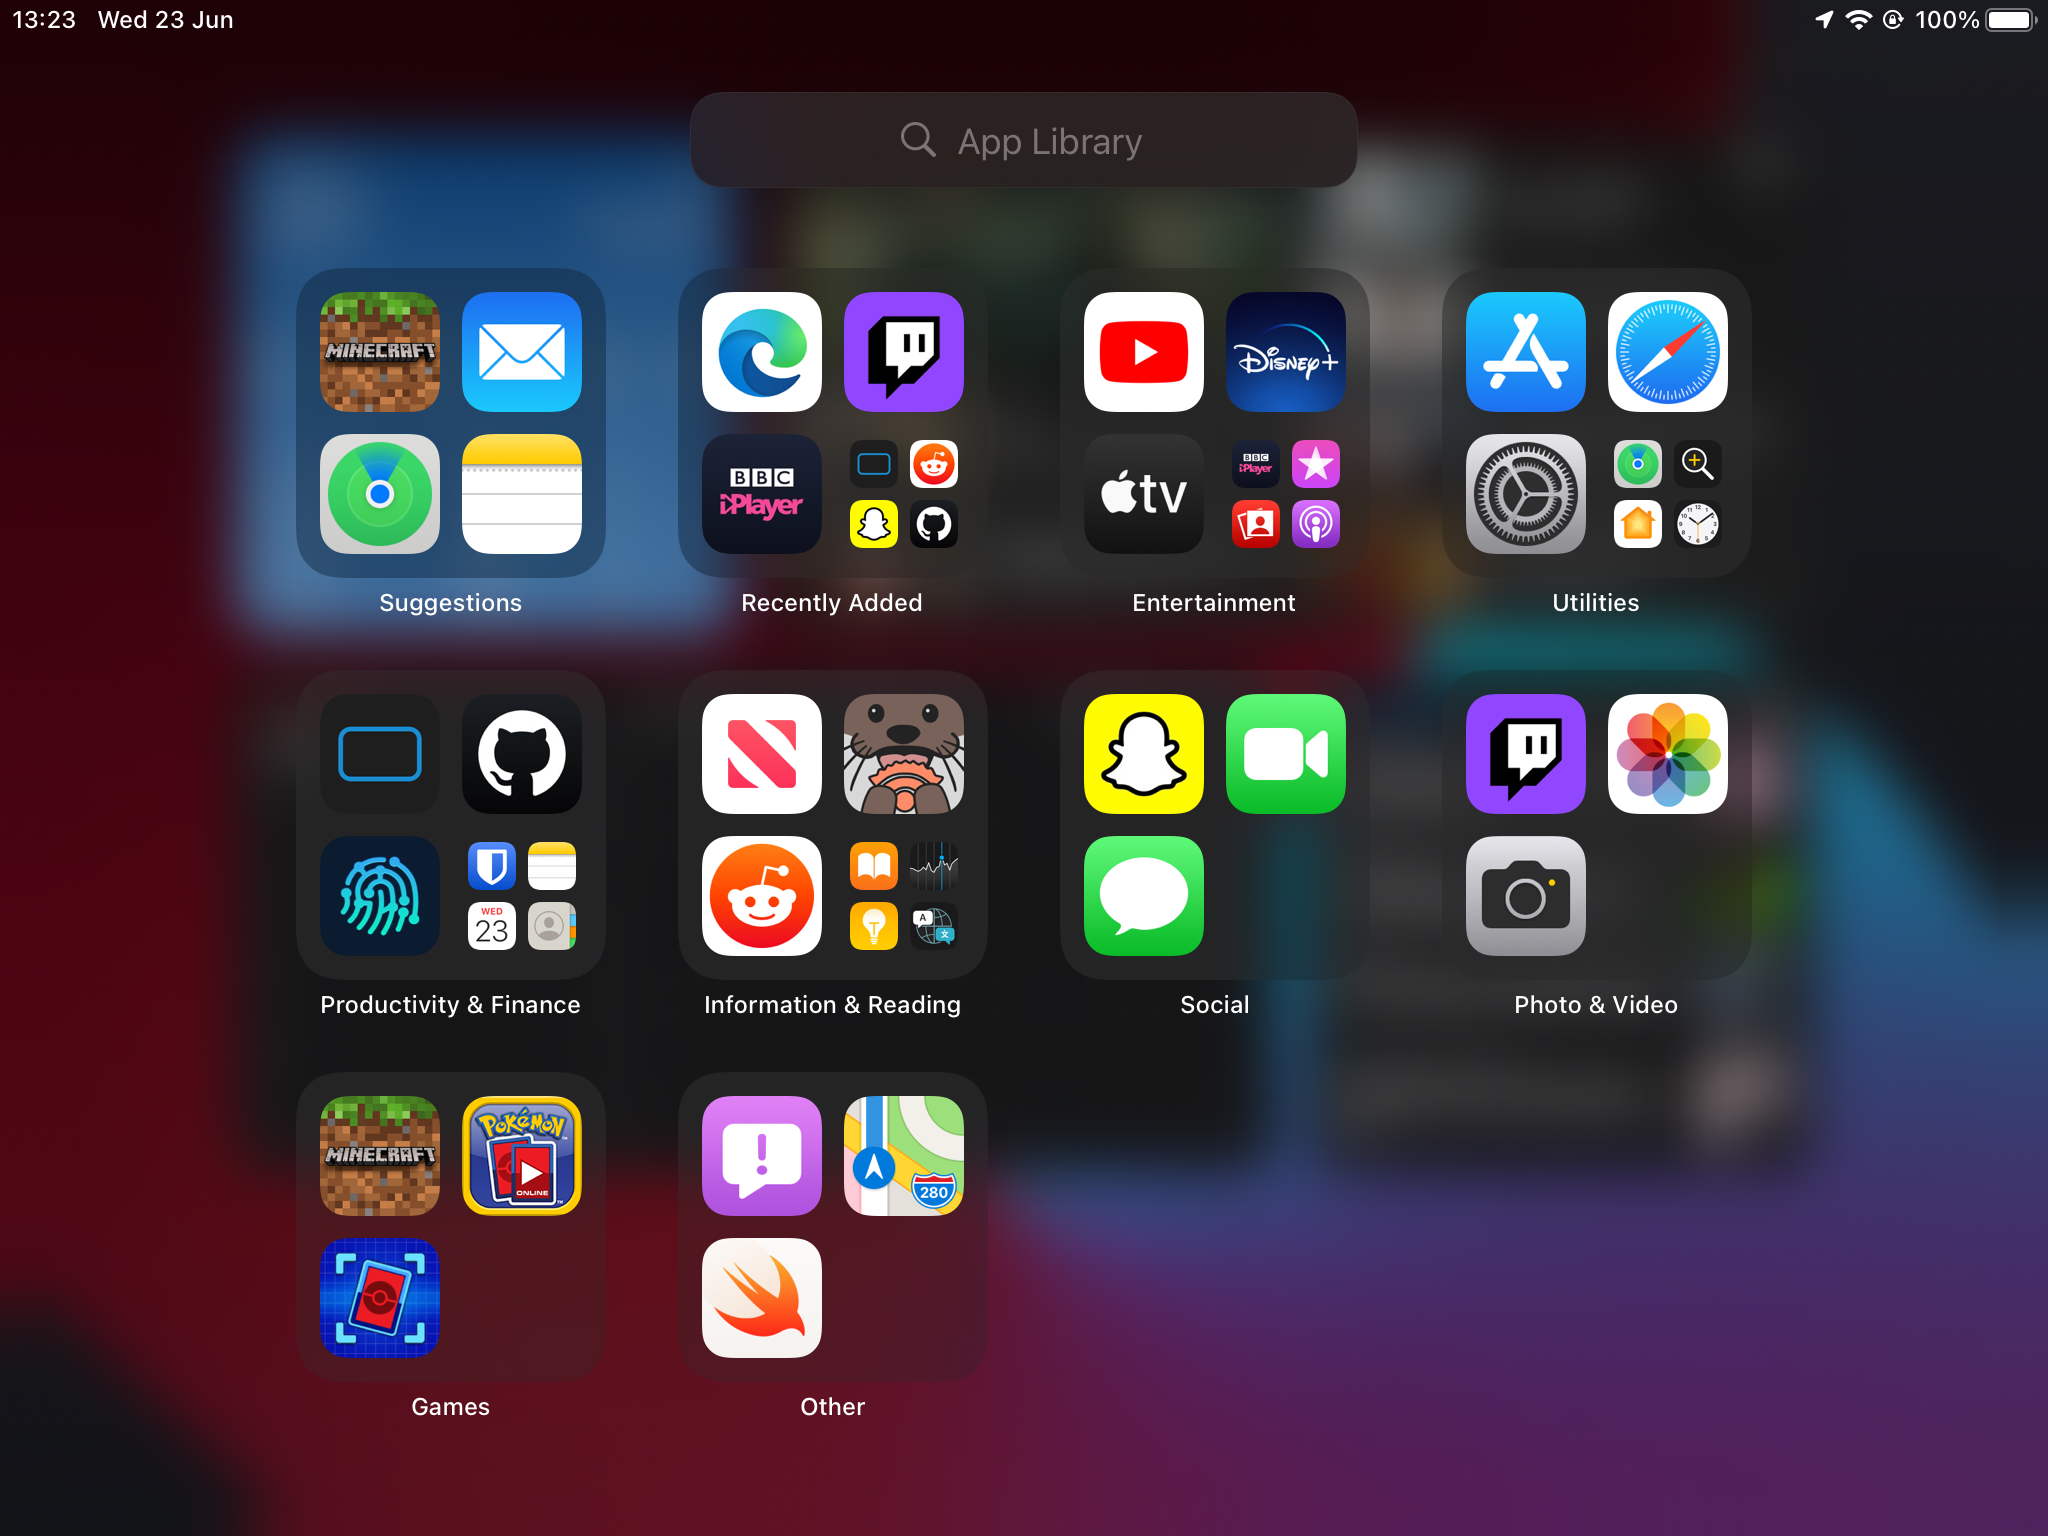 13:23 Wed 23 Jun
100%
App Library
MINECRAFT
Disney+
BBC
iPlayer
BBC
iPlayer
tv
Suggestions
Recently Added
Entertainment
Utilities
WED
23
A
文
Productivity & Finance
Information & Reading
Social
Photo & Video
MINECRAFT
POKéMON
ONLINE
280
Games
Other